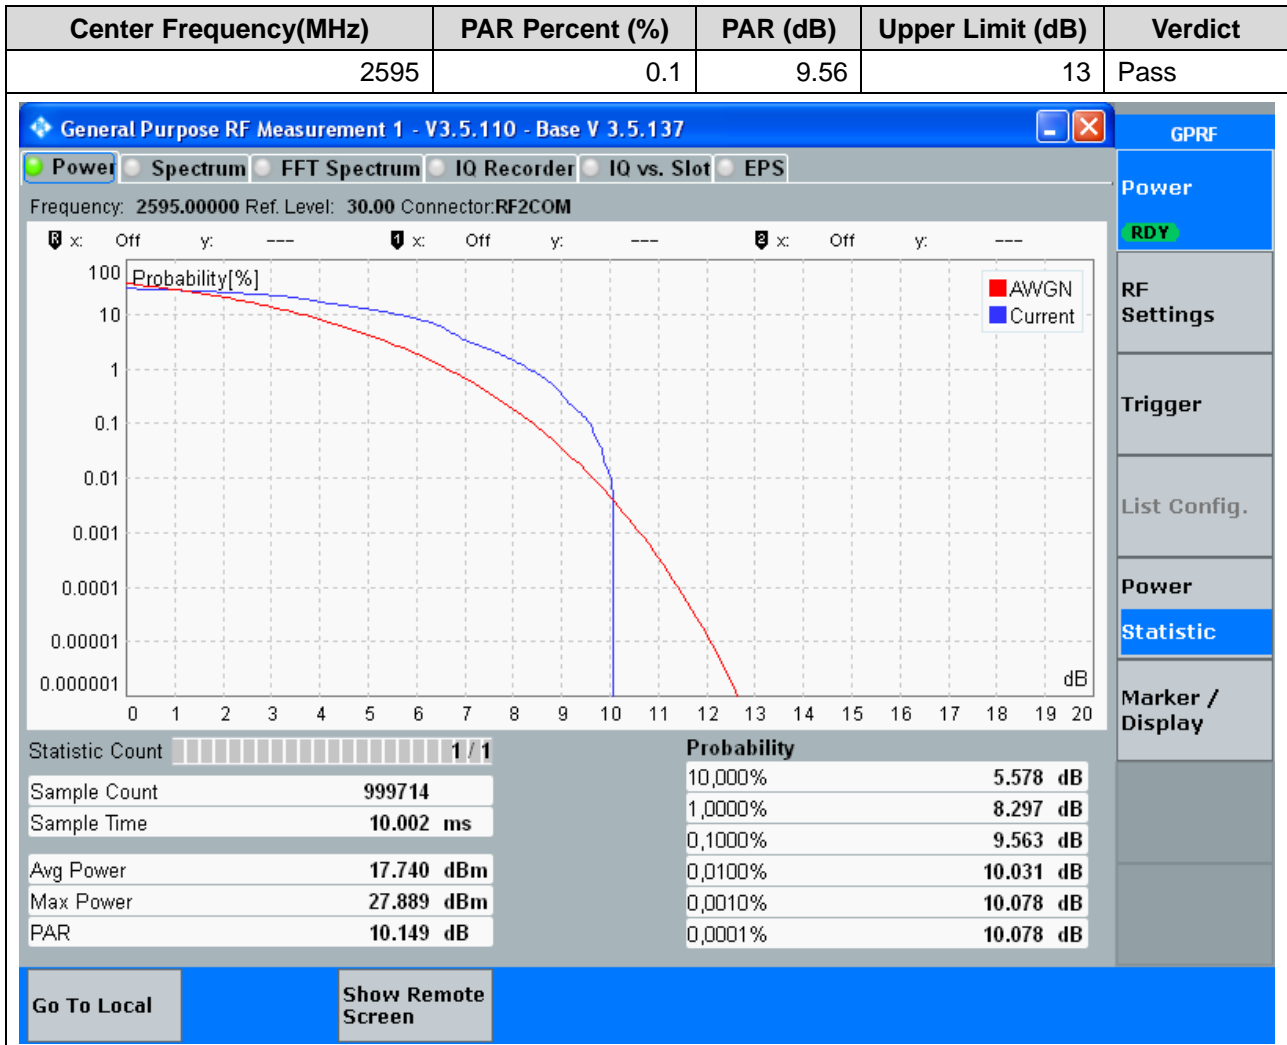 Center Frequency(MHz) PAR Percent (%) PAR (dB) Upper Limit (dB) Verdict
2595 0.1 9.56 13 Pass
General Purpose RF Measurement 1 - V3.5.110 - Base V 3.5.137
GPRF
Power Spectrum FFT Spectrum IQ Recorder IQ vs. Slot EPS
Power
RDY
Frequency: 2595.00000 Ref. Level: 30.00 Connector:RF2COM
R x: Off y: --- 1 x: Off y: --- 2 x: Off y: ---
100 Probability[%]
AWGN
Current
10
1
0.1
0.01
0.001
0.0001
0.00001
0.000001
dB
0 1 2 3 4 5 6 7 8 9 10 11 12 13 14 15 16 17 18 19 20
RF
Settings
Trigger
List Config.
Power
Statistic
Marker /
Display
Statistic Count 1 / 1
Sample Count 999714
Sample Time 10.002 ms
Avg Power 17.740 dBm
Max Power 27.889 dBm
PAR 10.149 dB
Probability
10,000% 5.578 dB
1,0000% 8.297 dB
0,1000% 9.563 dB
0,0100% 10.031 dB
0,0010% 10.078 dB
0,0001% 10.078 dB
Go To Local
Show Remote
Screen